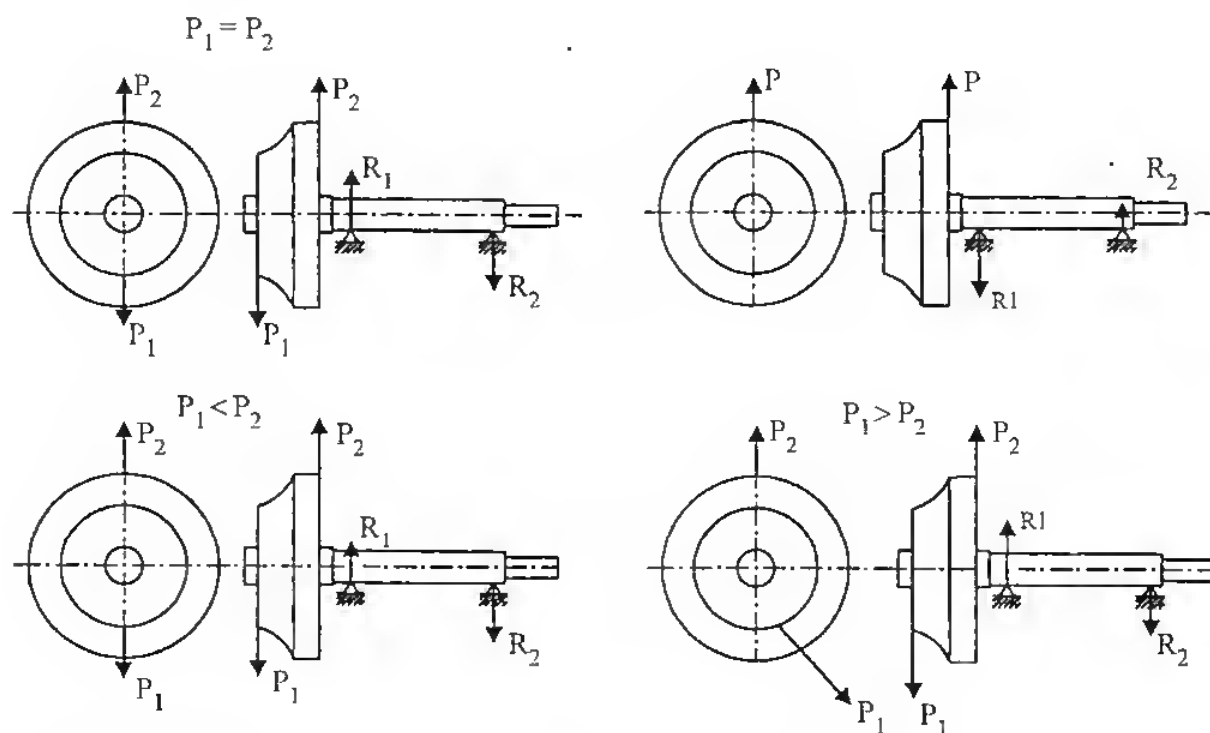 P₁ = P₂
P₂
P₂
R₁
R₂
P₁
P₁
P
P
R₂
R1
P₁ < P₂
P₂
P₂
R₁
R₂
P₁
P₁
P₁ > P₂
P₂
P₂
R1
R₂
P₁
P₁